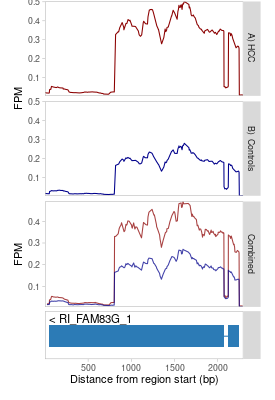 0.5
0.4
0.3
0.2
0.1
FPM
A) HCC
0.5
0.4
0.3
0.2
0.1
B) Controls
0.4
0.3
0.2
0.1
FPM
Combined
< RI_FAM83G_1
500
1000
1500
2000
Distance from region start (bp)